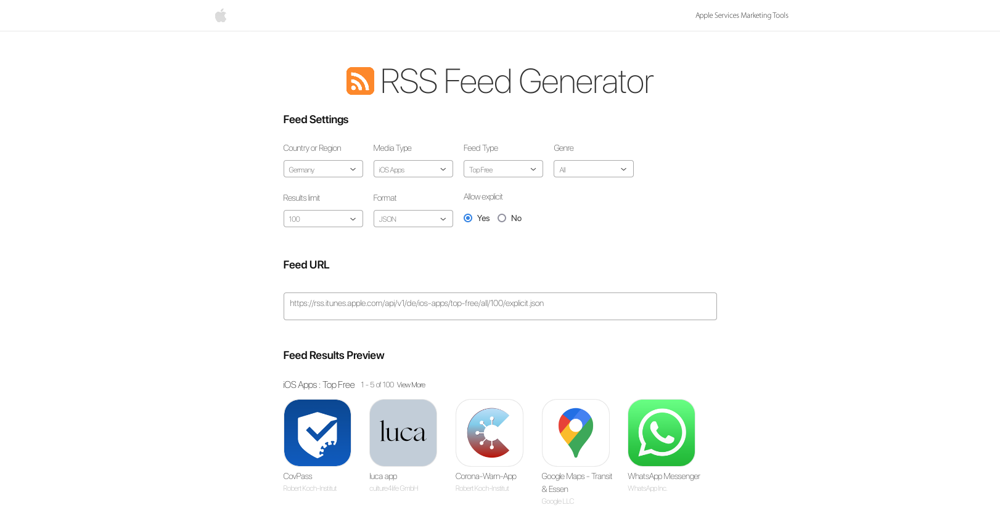 Apple Services Marketing Tools
RSS Feed Generator
Feed Settings
Country or Region Media Type Feed Type Genre
Germany iOS Apps Top Free All
Results limit Format Allow explicit
100 JSON Yes No
Feed URL
https://rss.itunes.apple.com/api/v1/de/ios-apps/top-free/all/100/explicit.json
Feed Results Preview
iOS Apps : Top Free 1 - 5 of 100 View More
luca
CovPass luca app Corona-Warn-App Google Maps - Transit WhatsApp Messenger
Robert Koch-Institut culture4life GmbH Robert Koch-Institut & Essen WhatsApp Inc.
Google LLC